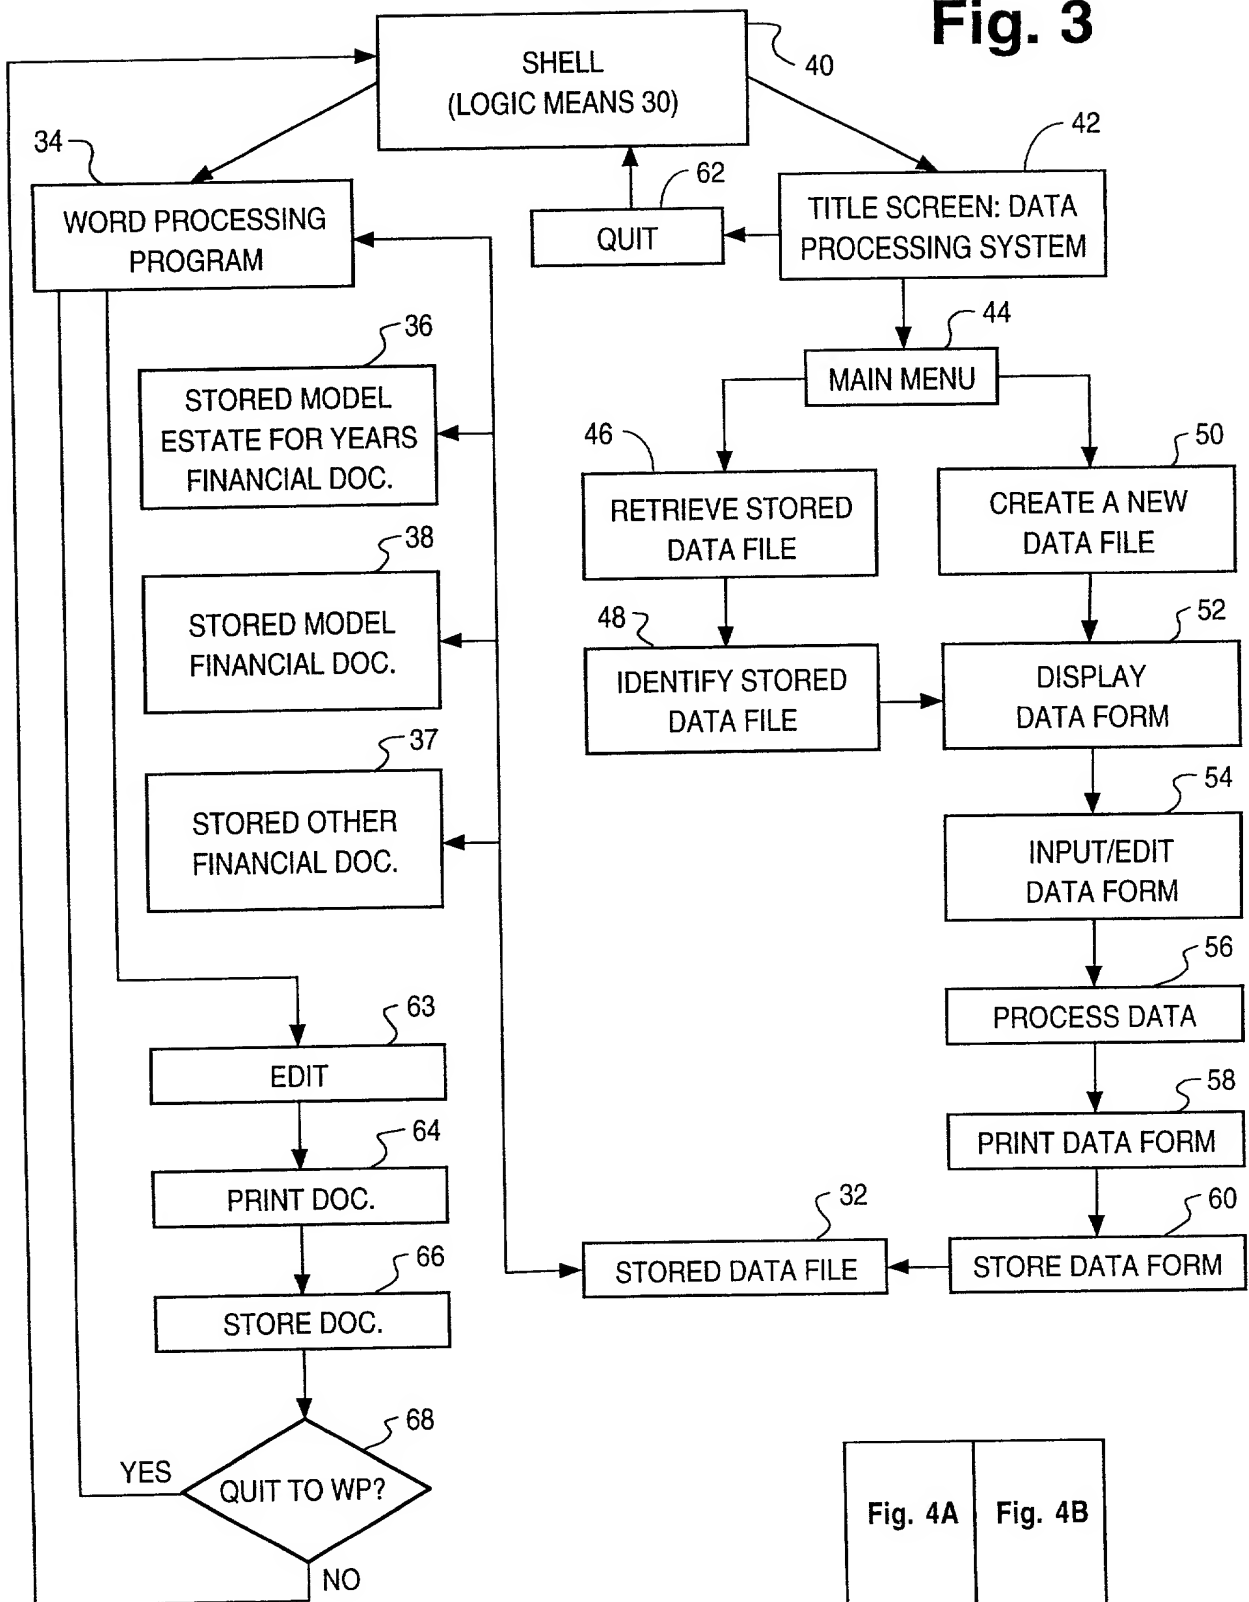 Fig. 3
SHELL
(LOGIC MEANS 30)
40
34
WORD PROCESSING
PROGRAM
62
QUIT
42
TITLE SCREEN: DATA
PROCESSING SYSTEM
44
MAIN MENU
36
STORED MODEL
ESTATE FOR YEARS
FINANCIAL DOC.
46
RETRIEVE STORED
DATA FILE
50
CREATE A NEW
DATA FILE
38
STORED MODEL
FINANCIAL DOC.
48
IDENTIFY STORED
DATA FILE
52
DISPLAY
DATA FORM
37
STORED OTHER
FINANCIAL DOC.
54
INPUT/EDIT
DATA FORM
56
PROCESS DATA
63
EDIT
58
PRINT DATA FORM
64
PRINT DOC.
32
STORED DATA FILE
60
STORE DATA FORM
66
STORE DOC.
68
QUIT TO WP?
YES
NO
Fig. 4A
Fig. 4B